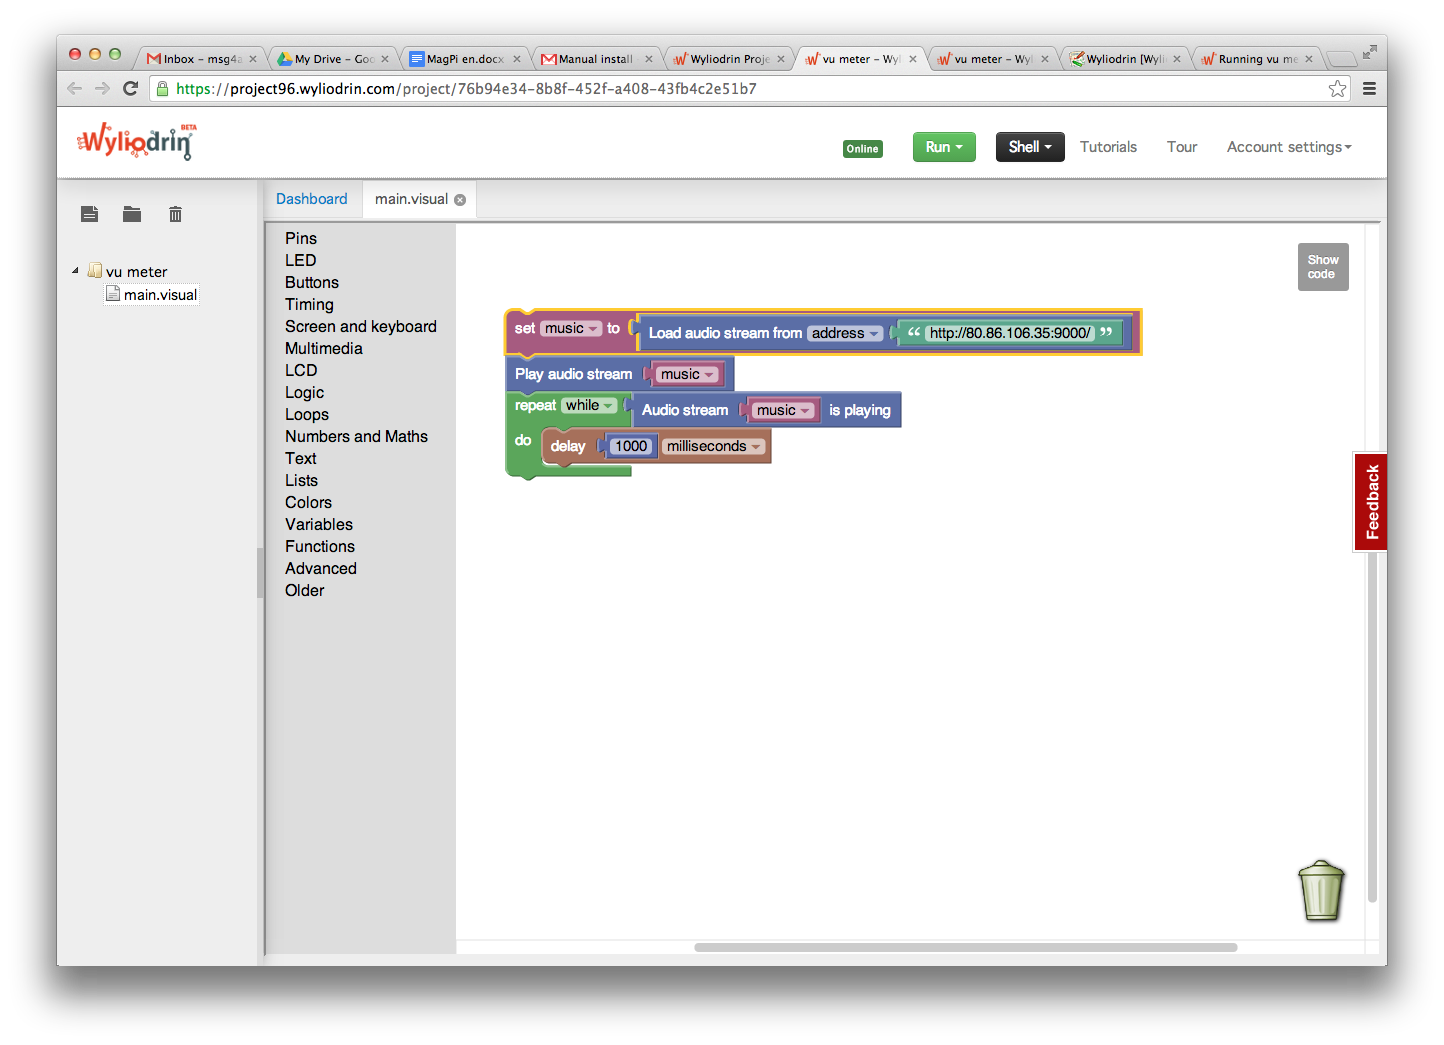 Inbox – msg4a
My Drive – Goo
MagPi en.docx
Manual install
Wyliodrin Proje
vu meter – Wyl
vu meter – Wyl
Wyliodrin [Wyli
Running vu me
https://project96.wyliodrin.com/project/76b94e34-8b8f-452f-a408-43fb4c2e51b7
Wyliodrin BETA
Online
Run
Shell
Tutorials
Tour
Account settings
Dashboard
main.visual
vu meter
main.visual
Pins
LED
Buttons
Timing
Screen and keyboard
Multimedia
LCD
Logic
Loops
Numbers and Maths
Text
Lists
Colors
Variables
Functions
Advanced
Older
Show
code
set music to Load audio stream from address “ http://80.86.106.35:9000/ ”
Play audio stream music
repeat while Audio stream music is playing
do delay 1000 milliseconds
Feedback